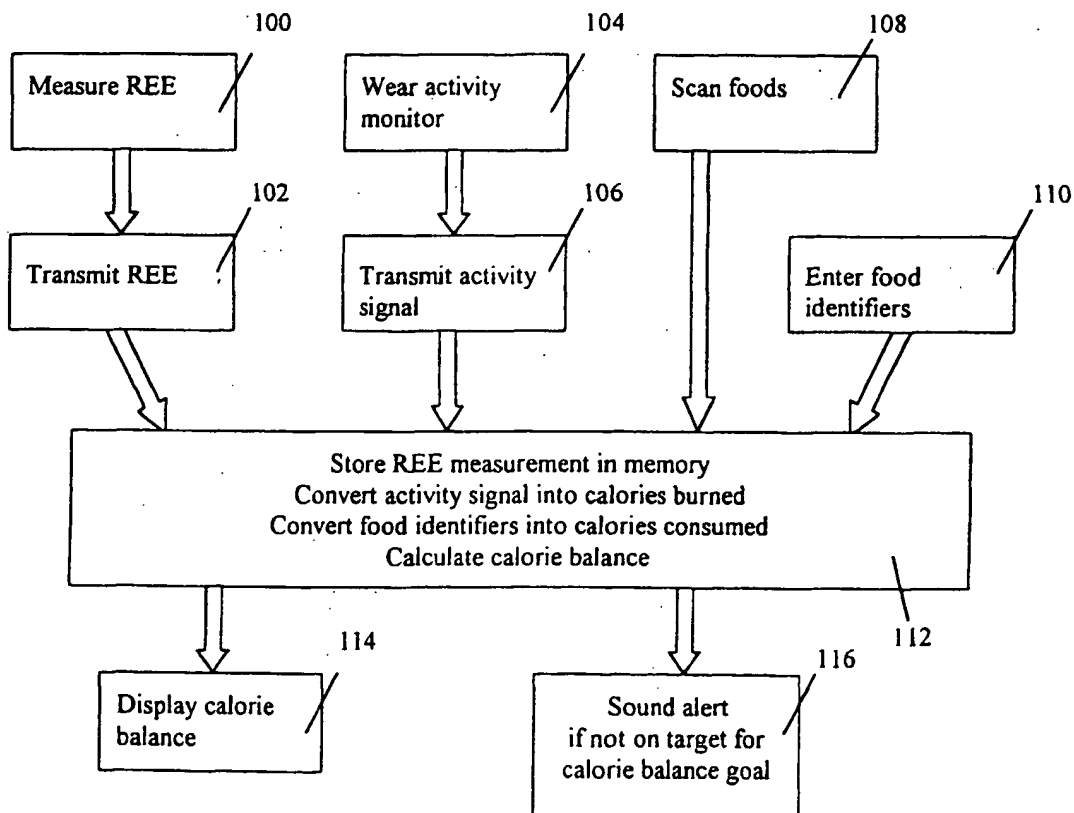 100
104
108
Measure REE
Wear activity
monitor
Scan foods
102
106
110
Transmit REE
Transmit activity
signal
Enter food
identifiers
Store REE measurement in memory
Convert activity signal into calories burned
Convert food identifiers into calories consumed
Calculate calorie balance
112
114
116
Display calorie
balance
Sound alert
if not on target for
calorie balance goal